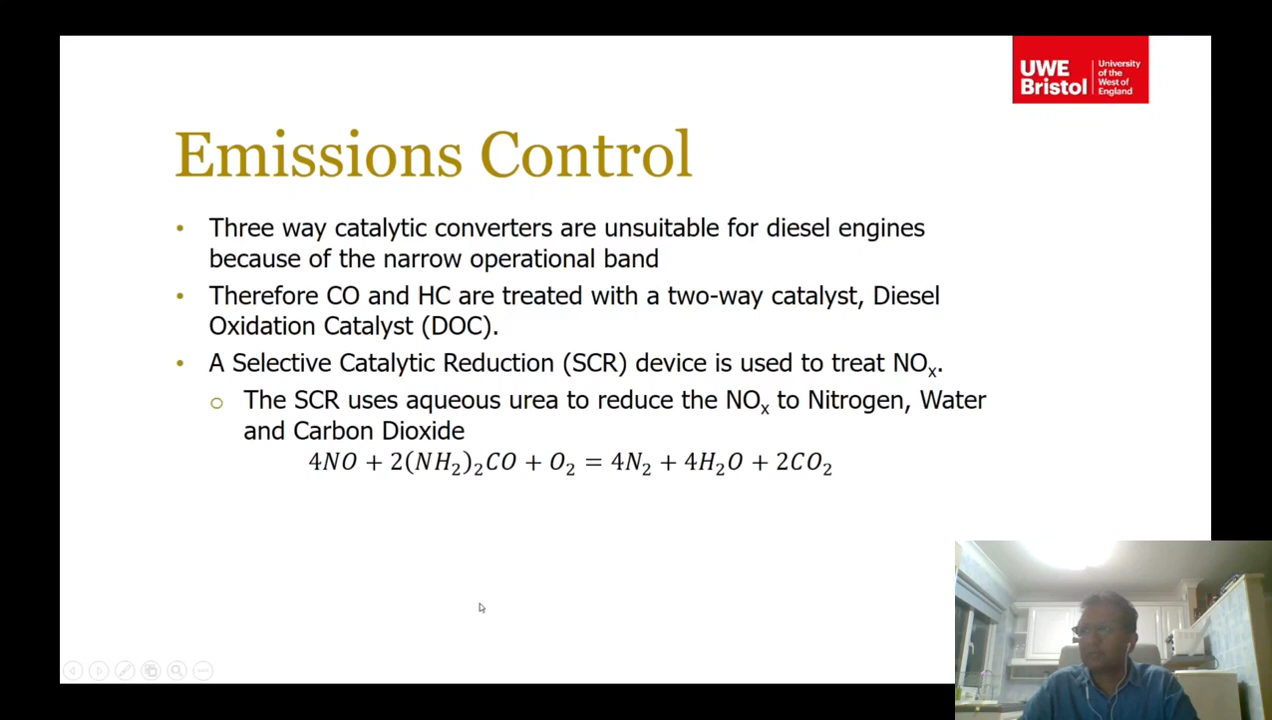 UWE Bristol
University of the West of England
Emissions Control
• Three way catalytic converters are unsuitable for diesel engines
because of the narrow operational band
• Therefore CO and HC are treated with a two-way catalyst, Diesel
Oxidation Catalyst (DOC).
• A Selective Catalytic Reduction (SCR) device is used to treat NOₓ.
o The SCR uses aqueous urea to reduce the NOₓ to Nitrogen, Water
and Carbon Dioxide
4NO + 2(NH₂)₂CO + O₂ = 4N₂ + 4H₂O + 2CO₂